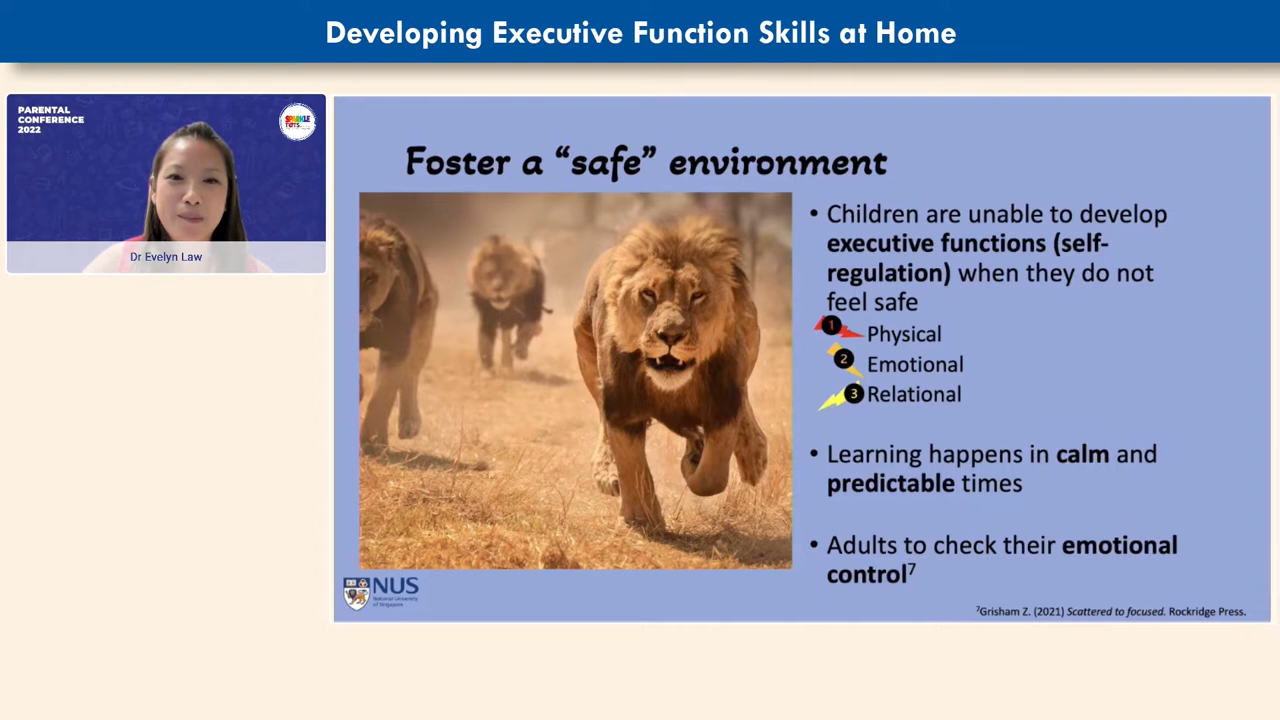 Developing Executive Function Skills at Home
PARENTAL
CONFERENCE
2022
SPARKLE
TOTS
Dr Evelyn Law
Foster a “safe” environment
• Children are unable to develop
executive functions (self-
regulation) when they do not
feel safe
1 Physical
2 Emotional
3 Relational
• Learning happens in calm and
predictable times
• Adults to check their emotional
control⁷
NUS
National University
of Singapore
⁷Grisham Z. (2021) Scattered to focused. Rockridge Press.